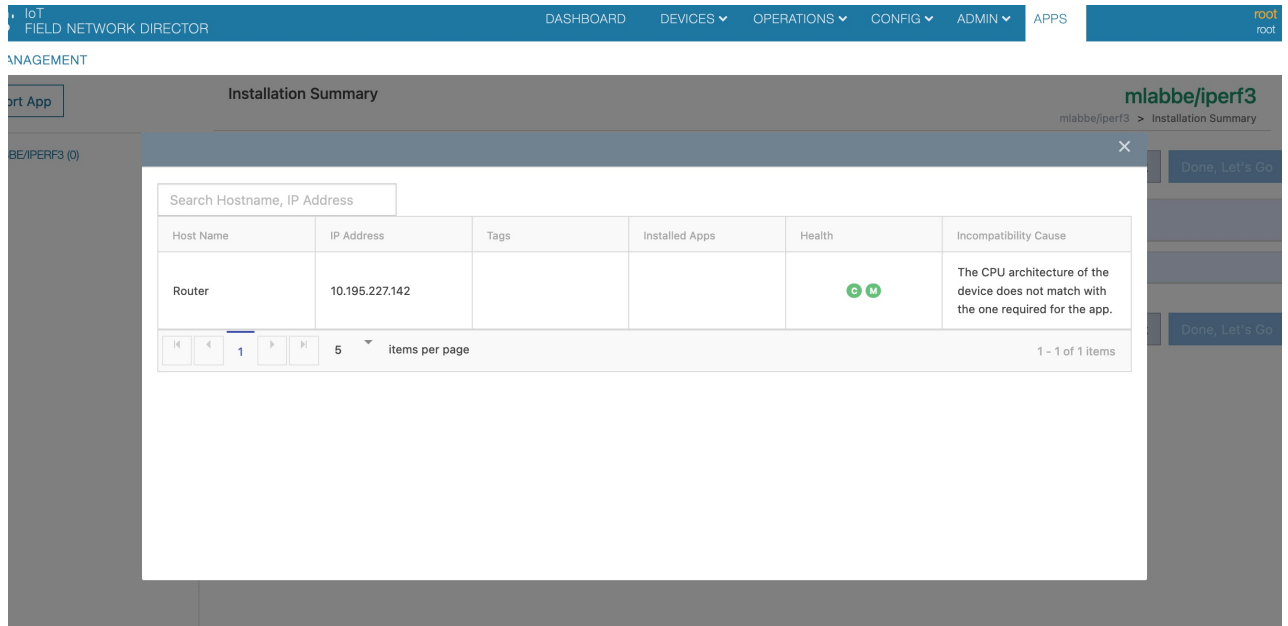 IoT
FIELD NETWORK DIRECTOR
DASHBOARD DEVICES OPERATIONS CONFIG ADMIN APPS
root
root
ANAGEMENT
ort App
Installation Summary
mlabbe/iperf3
mlabbe/iperf3 > Installation Summary
BE/IPERF3 (0)
×
Done, Let's Go
Search Hostname, IP Address
Host Name IP Address Tags Installed Apps Health Incompatibility Cause
Router 10.195.227.142 C M
The CPU architecture of the
device does not match with
the one required for the app.
1 5 items per page 1 - 1 of 1 items
Done, Let's Go